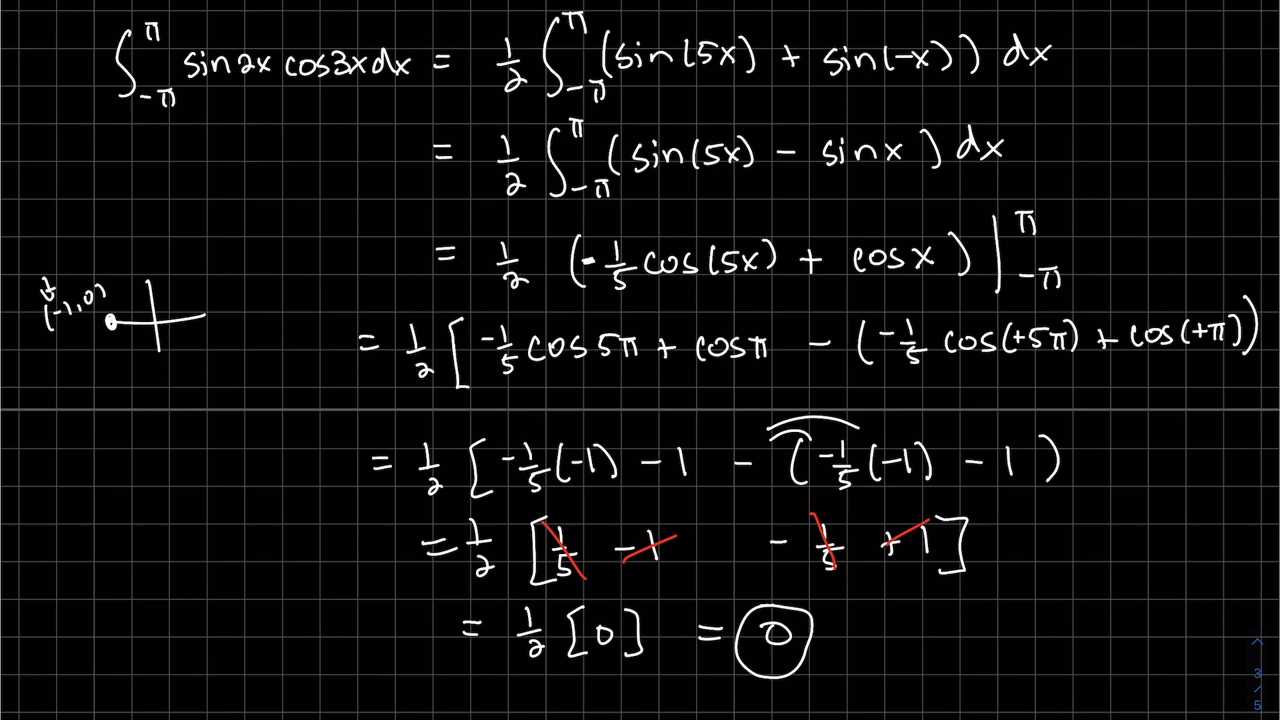 ∫_{-π}^{π} sin2x cos3x dx = 1/2 ∫_{-π}^{π} (sin(5x) + sin(-x)) dx
= 1/2 ∫_{-π}^{π} (sin(5x) - sinx) dx
= 1/2 (-1/5 cos(5x) + cosx) |_{-π}^{π}
(-1, 0)
= 1/2 [ -1/5 cos5π + cosπ - (-1/5 cos(+5π) + cos(+π))
= 1/2 [ -1/5 (-1) - 1 - (-1/5 (-1) - 1)
= 1/2 [ 1/5 - 1 - 1/5 + 1 ]
= 1/2 [0] = 0
3
/
5